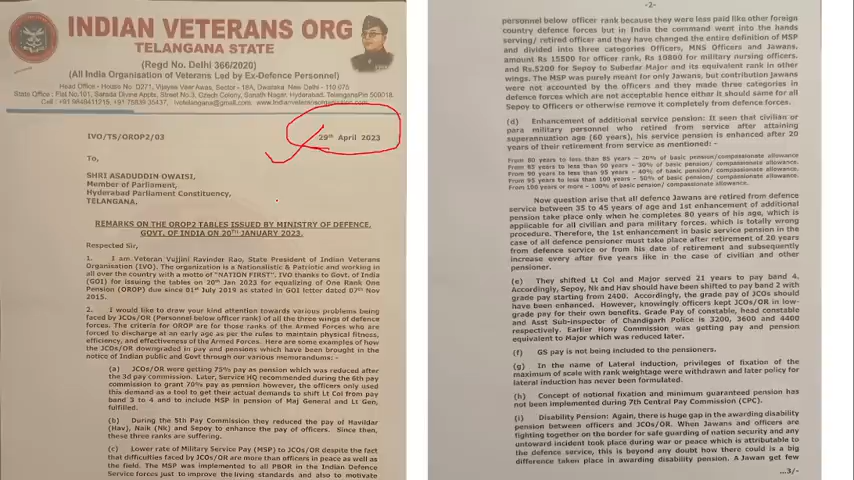 INDIAN VETERANS ORG
TELANGANA STATE
(Regd No. Delhi 366/2020)
(All India Organisation of Veterans Led by Ex-Defence Personnel)
Head Office - House No. D271, Vijayee Veer Awas, Sector - 18A, Dwarka, New Delhi - 110 075
State Office : Flat No.101, Sarada Divine Appts, Street No.3, Czech Colony, Sanath Nagar, Hyderabad, Telangana Pin 500018.
IVO/TS/OROP2/03
29th April 2023
To,
SHRI ASADUDDIN OWAISI,
Member of Parliament,
Hyderabad Parliament Constituency,
TELANGANA.
REMARKS ON THE OROP2 TABLES ISSUED BY MINISTRY OF DEFENCE,
GOVT. OF INDIA ON 20TH JANUARY 2023.
Respected Sir,
1. I am Veteran Vujjini Ravinder Rao, State President of Indian Veterans
Organisation (IVO). The organization is a Nationalistic & Patriotic and working in
all over the country with a motto of "NATION FIRST". IVO thanks to Govt. of India
(GOI) for issuing the tables on 20th Jan 2023 for equalizing of One Rank One
Pension (OROP) due since 01st July 2019 as stated in GOI letter dated 07th Nov
2015.
2. I would like to draw your kind attention towards various problems being
faced by JCOs/OR (Personnel below officer rank) of all the three wings of defence
forces. The criteria for OROP are for those ranks of the Armed Forces who are
forced to discharge at an early age as per the rules to maintain physical fitness,
efficiency, and effectiveness of the Armed Forces. Here are some examples of how
the JCOs/OR downgraded in pay and pensions which have been brought in the
notice of Indian public and Govt through our various memorandums: -
(a) JCOs/OR were getting 75% pay as pension which was reduced after
the 3d pay commission. Later, Service HQ recommended during the 6th pay
commission to grant 70% pay as pension however, the officers only used
this demand as a tool to get their actual demands to shift Lt Col from pay
band 3 to 4 and to include MSP in pension of Maj General and Lt Gen,
fulfilled.
(b) During the 5th Pay Commission they reduced the pay of Havildar
(Hav), Naik (Nk) and Sepoy to enhance the pay of officers. Since then,
these three ranks are suffering.
(c) Lower rate of Military Service Pay (MSP) to JCOs/OR despite the fact
that difficulties faced by JCOs/OR are more than officers in peace as well as
the field. The MSP was implemented to all PBOR in the Indian Defence
Service forces just to improve the living standards and also to motivate
-2-
personnel below officer rank because they were less paid like other foreign
country defence forces but in India the command went into the hands
serving/ retired officer and they have changed the entire definition of MSP
and divided into three categories Officers, MNS Officers and Jawans,
amount Rs 15500 for officer rank, Rs 10800 for military nursing officers,
and Rs.5200 for Sepoy to Subedar Major and its equivalent rank in other
wings. The MSP was purely meant for only Jawans, but contribution jawans
were not accounted by the officers and they made three categories in
defence forces which are not acceptable hence either it should same for all
Sepoy to Officers or otherwise remove it completely from defence forces.
(d) Enhancement of additional service pension: It seen that civilian or
para military personnel who retired from service after attaining
superannuation age (60 years), his service pension is enhanced after 20
years of their retirement from service as mentioned: -
From 80 years to less than 85 years - 20% of basic pension/compassionate allowance
From 85 years to less than 90 years - 30% of basic pension/ compassionate allowance.
From 90 years to less than 95 years - 40% of basic pension/ compassionate allowance.
From 95 years to less than 100 years - 50% of basic pension/ compassionate allowance.
From 100 years or more - 100% of basic pension/ compassionate allowance.
Now question arise that all defence Jawans are retired from defence
service between 35 to 45 years of age and 1st enhancement of additional
pension take place only when he completes 80 years of his age, which is
applicable for all civilian and para military forces. which is totally wrong
procedure. Therefore, the 1st enhancement in basic service pension in the
case of all defence pensioner must take place after retirement of 20 years
from defence service or from his date of retirement and subsequently
increase every after five years like in the case of civilian and other
pensioner.
(e) They shifted Lt Col and Major served 21 years to pay band 4.
Accordingly, Sepoy, Nk and Hav should have been shifted to pay band 2 with
grade pay starting from 2400. Accordingly, the grade pay of JCOs should
have been enhanced. However, knowingly officers kept JCOs/OR in low-
grade pay for their own benefits. Grade Pay of constable, head constable
and Asst Sub-inspector of Chandigarh Police is 3200, 3600 and 4400
respectively. Earlier Hony Commission was getting pay and pension
equivalent to Major which was reduced later.
(f) GS pay is not being included to the pensioners.
(g) In the name of Lateral induction, privileges of fixation of the
maximum of scale with rank weightage were withdrawn and later policy for
lateral induction has never been formulated.
(h) Concept of notional fixation and minimum guaranteed pension has
not been implemented during 7th Central Pay Commission (CPC).
(i) Disability Pension: Again, there is huge gap in the awarding disability
pension between officers and JCOs/OR. When Jawans and officers are
fighting together on the border for safe guarding of nation security and any
untoward incident took place during war or peace which is attributable to
the defence service, this is beyond any doubt how there could is a big
difference taken place in awarding disability pension. A Jawan get few
...3/-